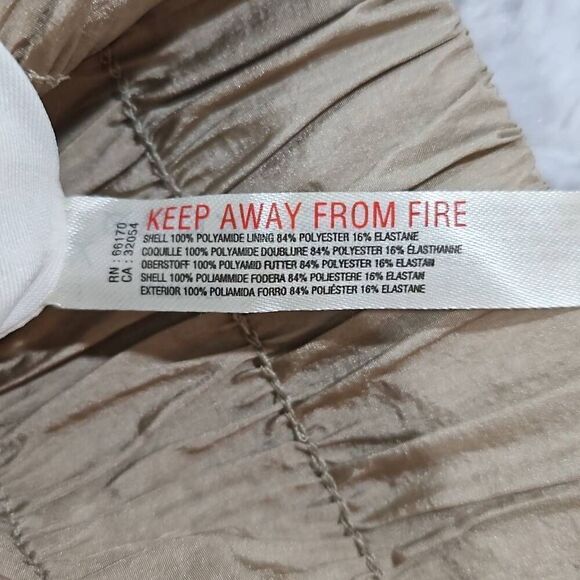 KEEP AWAY FROM FIRE
SHELL 100% POLYAMIDE LINING 84% POLYESTER 16% ELASTANE
COQUILLE 100% POLYAMIDE DOUBLURE 84% POLYESTER 16% ÉLASTHANNE
OBERSTOFF 100% POLYAMID FUTTER 84% POLYESTER 16% ELASTAN
SHELL 100% POLIAMMIDE FODERA 84% POLIESTERE 16% ELASTAN
EXTERIOR 100% POLIAMIDA FORRO 84% POLIÉSTER 16% ELASTANE
RN : 66170
CA : 32054